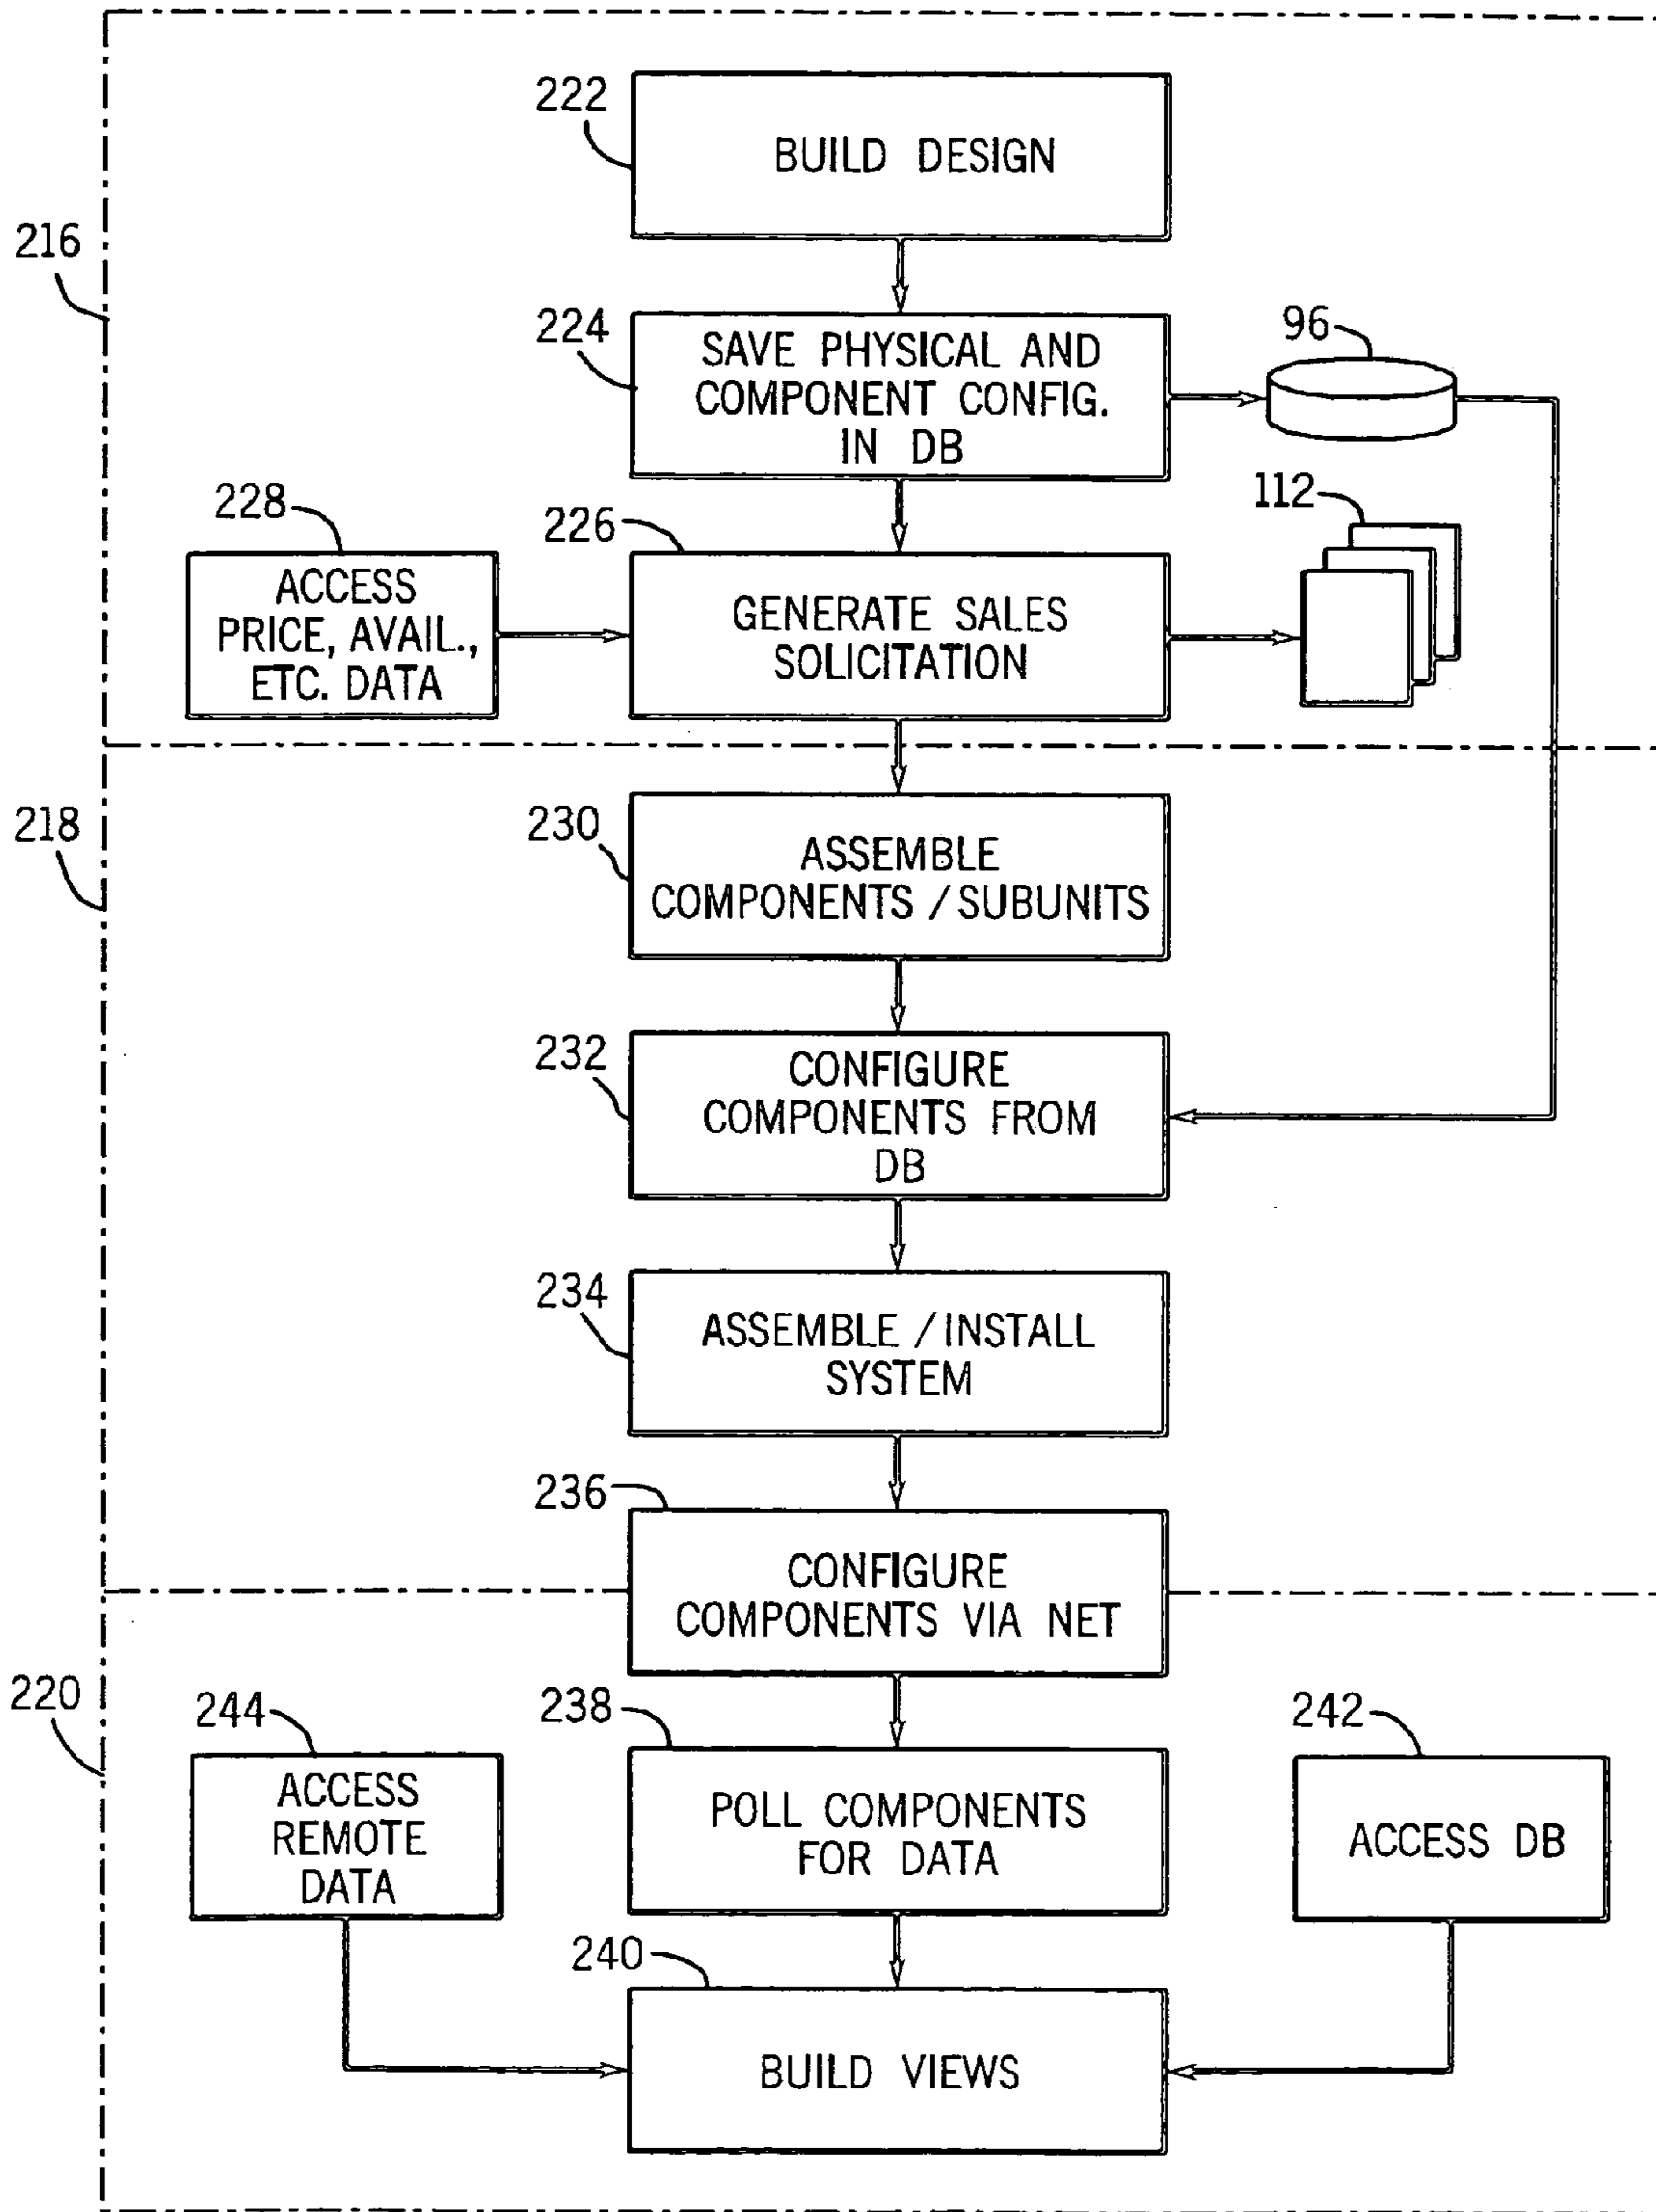 222
BUILD DESIGN
216
224
SAVE PHYSICAL AND
COMPONENT CONFIG.
IN DB
96
228
ACCESS
PRICE, AVAIL.,
ETC. DATA
226
GENERATE SALES
SOLICITATION
112
218
230
ASSEMBLE
COMPONENTS / SUBUNITS
232
CONFIGURE
COMPONENTS FROM
DB
234
ASSEMBLE / INSTALL
SYSTEM
236
CONFIGURE
COMPONENTS VIA NET
220
244
ACCESS
REMOTE
DATA
238
POLL COMPONENTS
FOR DATA
242
ACCESS DB
240
BUILD VIEWS